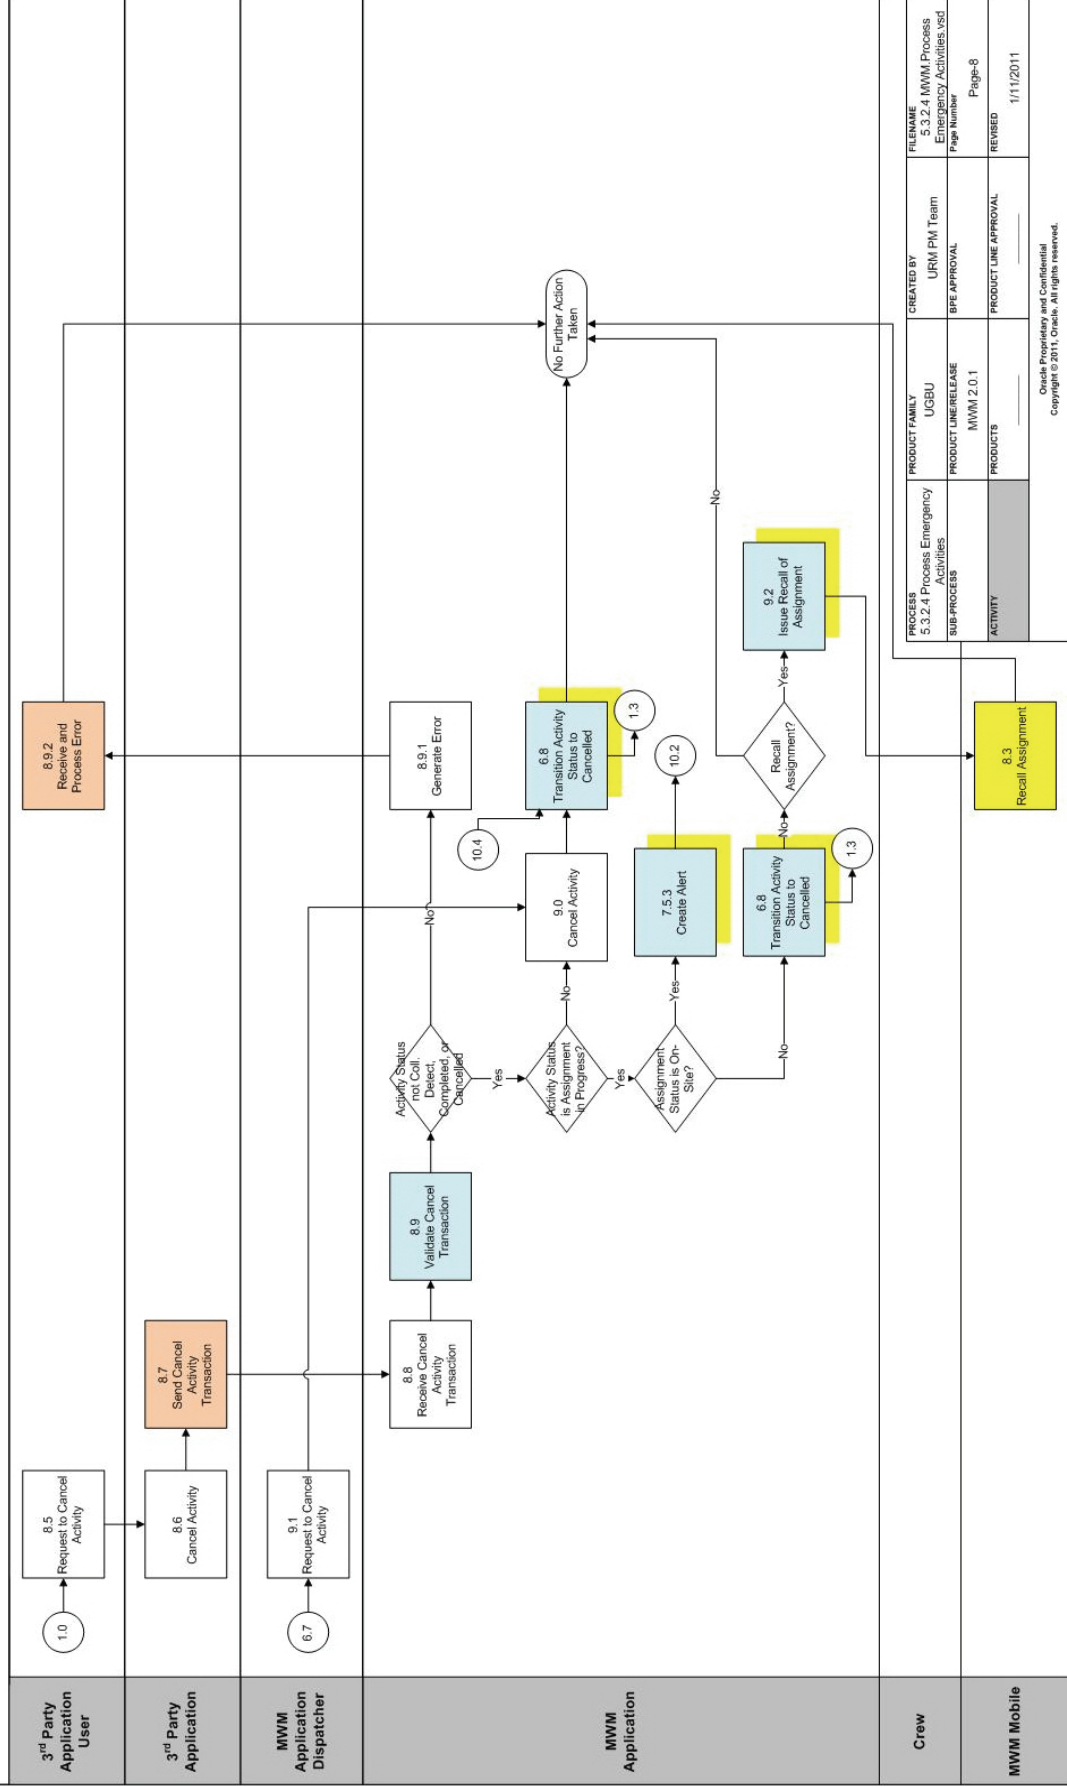 3rd Party
Application
User
1.0
8.5
Request to Cancel
Activity
8.9.2
Receive and
Process Error
3rd Party
Application
8.6
Cancel Activity
8.7
Send Cancel
Activity
Transaction
MWM
Application
Dispatcher
6.7
9.1
Request to Cancel
Activity
MWM
Application
8.8
Receive Cancel
Activity
Transaction
8.9
Validate Cancel
Transaction
Activity Status
not Coll.
Detect,
Completed, or
Cancelled
No
8.9.1
Generate Error
Yes
10.4
Activity Status
is Assignment
in Progress?
No
9.0
Cancel Activity
6.8
Transition Activity
Status to
Cancelled
No Further Action
Taken
1.3
Yes
Assignment
Status is On-
Site?
Yes
7.5.3
Create Alert
10.2
No
6.8
Transition Activity
Status to
Cancelled
1.3
No
Recall
Assignment?
No
Yes
9.2
Issue Recall of
Assignment
Crew
MWM Mobile
8.3
Recall Assignment
PROCESS
5.3.2.4 Process Emergency
Activities
PRODUCT FAMILY
UGBU
CREATED BY
URM PM Team
FILENAME
5.3.2.4 MWM.Process
Emergency Activities.vsd
SUB-PROCESS
PRODUCT LINE/RELEASE
MWM 2.0.1
BPE APPROVAL
Page Number
Page-8
ACTIVITY
PRODUCTS
PRODUCT LINE APPROVAL
REVISED
1/11/2011
Oracle Proprietary and Confidential
Copyright © 2011, Oracle. All rights reserved.